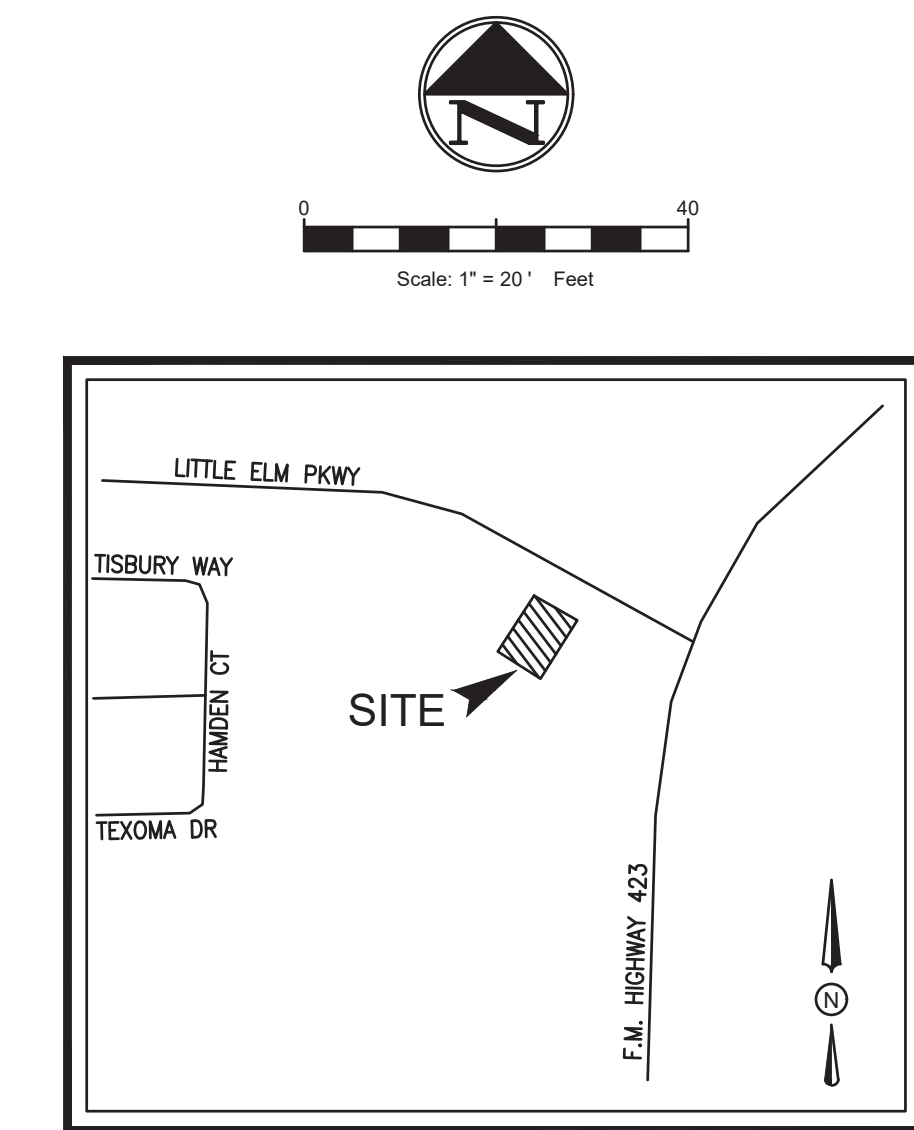 N
0 40
Scale: 1" = 20 ' Feet
LITTLE ELM PKWY
TISBURY WAY
HAMDEN CT
SITE
TEXOMA DR
F.M. HIGHWAY 423
N